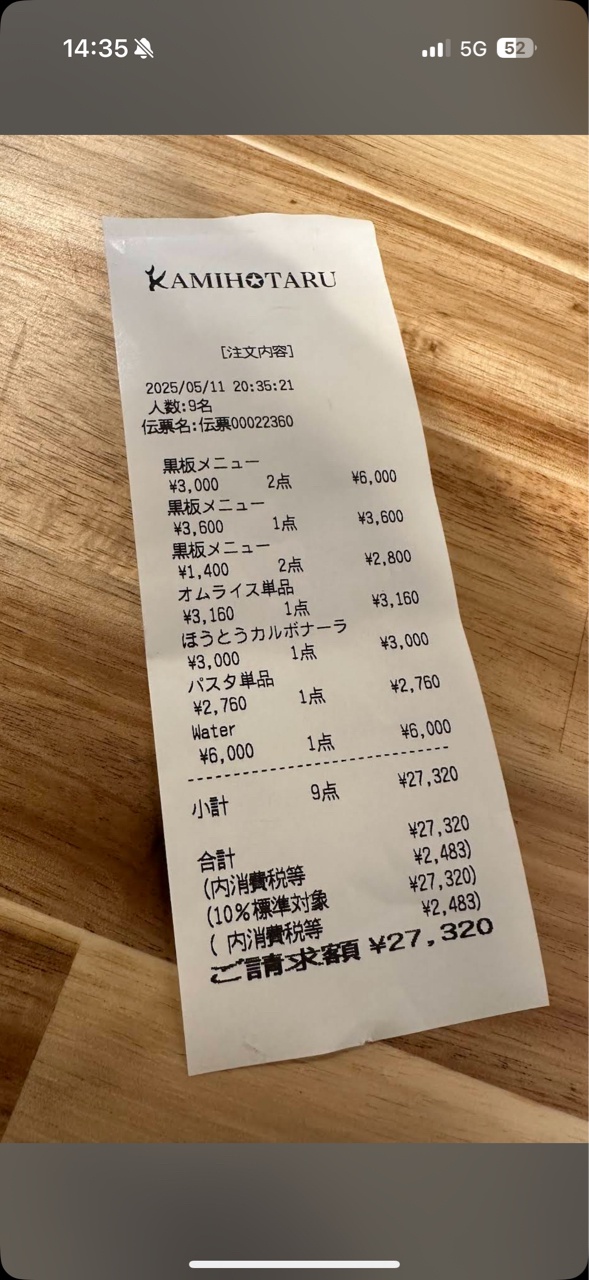 14:35
5G
52
KAMIHOTARU
[注文内容]
2025/05/11 20:35:21
人数:9名
伝票名:伝票00022360
黒板メニュー
¥3,000 2点 ¥6,000
黒板メニュー
¥3,600 1点 ¥3,600
黒板メニュー
¥1,400 2点 ¥2,800
オムライス単品
¥3,160 1点 ¥3,160
ほうとうカルボナーラ
¥3,000 1点 ¥3,000
パスタ単品
¥2,760 1点 ¥2,760
Water
¥6,000 1点 ¥6,000
小計 9点 ¥27,320
合計 ¥27,320
(内消費税等 ¥2,483)
(10%標準対象 ¥27,320)
( 内消費税等 ¥2,483)
ご請求額 ¥27,320